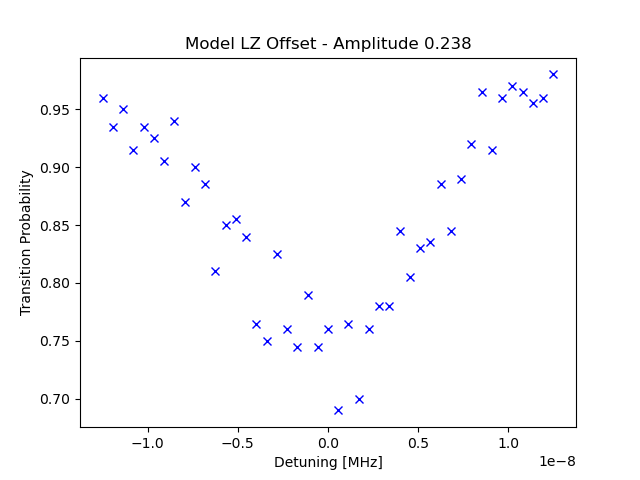 Model LZ Offset - Amplitude 0.238
Transition Probability
0.95
0.90
0.85
0.80
0.75
0.70
−1.0 −0.5 0.0 0.5 1.0
1e−8
Detuning [MHz]